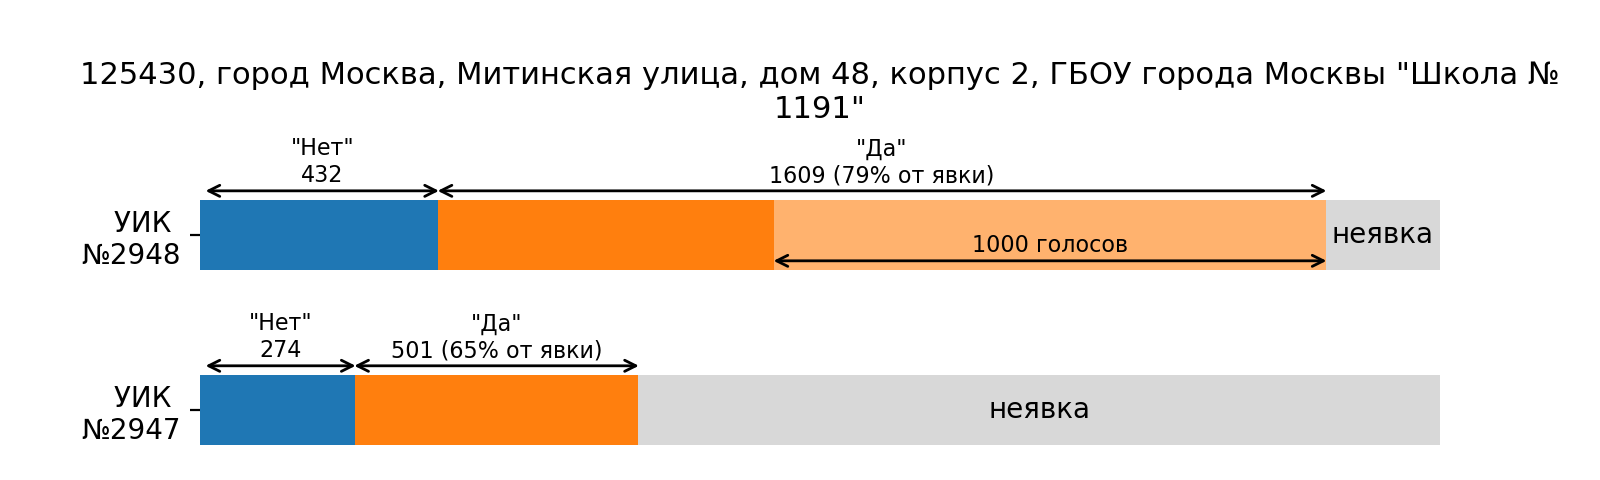 125430, город Москва, Митинская улица, дом 48, корпус 2, ГБОУ города Москвы "Школа №
1191"
"Нет"
432
"Да"
1609 (79% от явки)
УИК
№2948
1000 голосов
неявка
"Нет"
274
"Да"
501 (65% от явки)
УИК
№2947
неявка